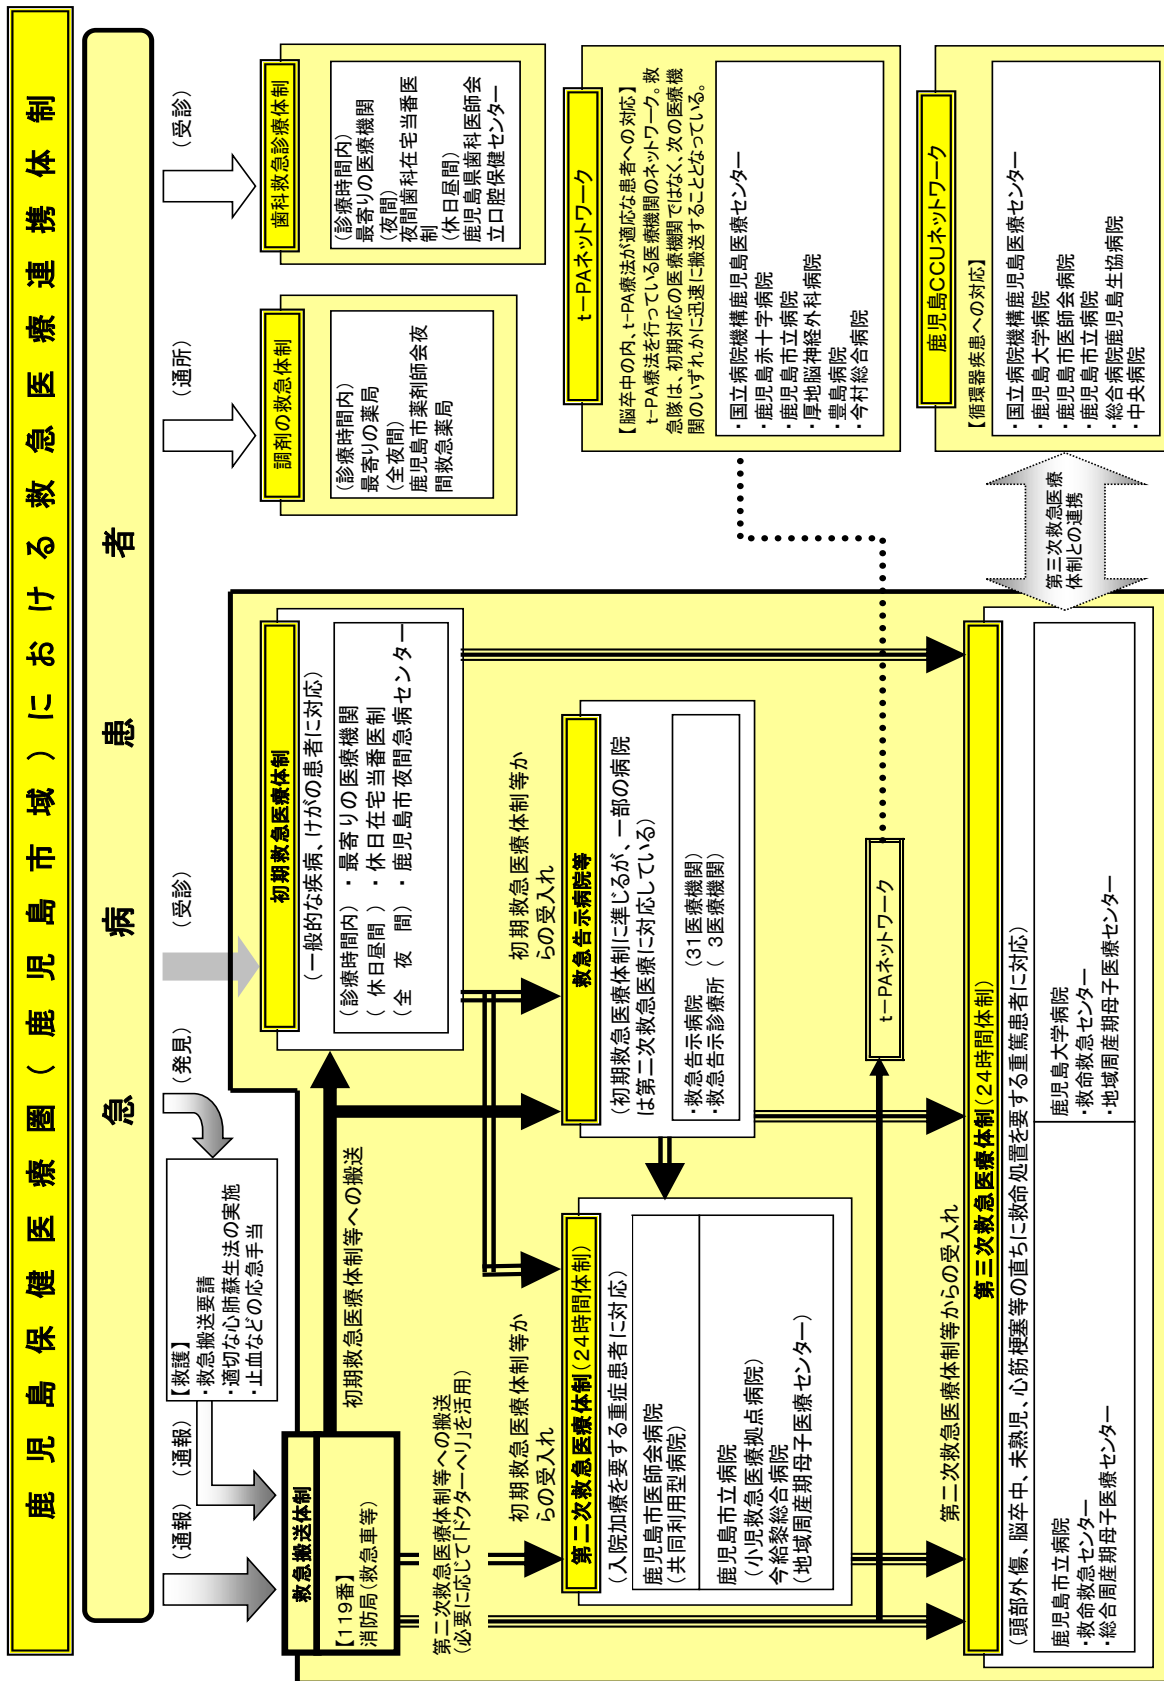 鹿児島保健医療圏(鹿児島市域)における救急医療連携体制
急病患者
(通報)
(通報)
(発見)
(受診)
(通所)
(受診)
【救護】
・救急搬送要請
・適切な心肺蘇生法の実施
・止血などの応急手当
救急搬送体制
【119番】
消防局(救急車等)
初期救急医療体制等への搬送
第二次救急医療体制等への搬送
(必要に応じて「ドクターヘリ」を活用)
初期救急医療体制
(一般的な疾病、けがの患者に対応)
(診療時間内)・最寄りの医療機関
(休日昼間)・休日在宅当番医制
(全夜間)・鹿児島市夜間急病センター
調剤の救急体制
(診療時間内)
最寄りの薬局
(全夜間)
鹿児島市薬剤師会夜
間救急薬局
歯科救急診療体制
(診療時間内)
最寄りの医療機関
(夜間)
夜間歯科在宅当番医
制
(休日昼間)
鹿児島県歯科医師会
立口腔保健センター
初期救急医療体制等か
らの受入れ
初期救急医療体制等か
らの受入れ
第二次救急医療体制(24時間体制)
(入院加療を要する重症患者に対応)
鹿児島市医師会病院
(共同利用型病院)
鹿児島市立病院
(小児救急医療拠点病院)
今給黎総合病院
(地域周産期母子医療センター)
救急告示病院等
(初期救急医療体制に準じるが、一部の病院
は第二次救急医療に対応している)
・救急告示病院 (31医療機関)
・救急告示診療所 (3医療機関)
t-PAネットワーク
【脳卒中の内、t-PA療法が適応な患者への対応】
t-PA療法を行っている医療機関のネットワーク。救
急隊は、初期対応の医療機関ではなく、次の医療機
関のいずれかに迅速に搬送することとなっている。
・国立病院機構鹿児島医療センター
・鹿児島赤十字病院
・鹿児島市立病院
・厚地脳神経外科病院
・豊島病院
・今村総合病院
t-PAネットワーク
第二次救急医療体制等からの受入れ
第三次救急医療体制(24時間体制)
(頭部外傷、脳卒中、未熟児、心筋梗塞等の直ちに救命処置を要する重篤患者に対応)
鹿児島市立病院
・救命救急センター
・総合周産期母子医療センター
鹿児島大学病院
・救命救急センター
・地域周産期母子医療センター
第三次救急医療
体制との連携
鹿児島CCUネットワーク
【循環器疾患への対応】
・国立病院機構鹿児島医療センター
・鹿児島大学病院
・鹿児島市医師会病院
・鹿児島市立病院
・総合病院鹿児島生協病院
・中央病院